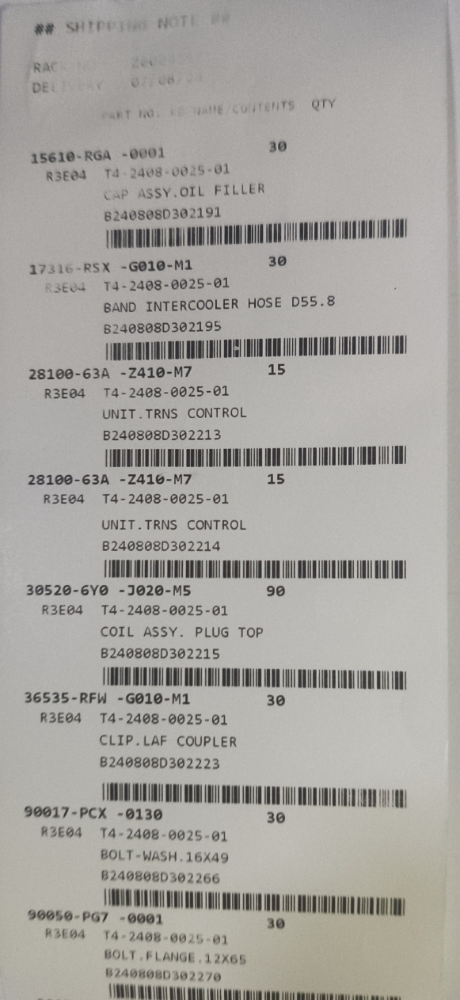 ## SHIPPING NOTE ##
RAC
DELIVERY 07/08/24
PART NO. NAME/CONTENTS QTY
15610-RGA -0001 30
R3E04 T4-2408-0025-01
CAP ASSY.OIL FILLER
B240808D302191
17316-RSX -G010-M1 30
R3E04 T4-2408-0025-01
BAND INTERCOOLER HOSE D55.8
B240808D302195
28100-63A -Z410-M7 15
R3E04 T4-2408-0025-01
UNIT.TRNS CONTROL
B240808D302213
28100-63A -Z410-M7 15
R3E04 T4-2408-0025-01
UNIT.TRNS CONTROL
B240808D302214
30520-6Y0 -J020-M5 90
R3E04 T4-2408-0025-01
COIL ASSY. PLUG TOP
B240808D302215
36535-RFW -G010-M1 30
R3E04 T4-2408-0025-01
CLIP.LAF COUPLER
B240808D302223
90017-PCX -0130 30
R3E04 T4-2408-0025-01
BOLT-WASH.16X49
B240808D302266
90050-PG7 -0001 30
R3E04 T4-2408-0025-01
BOLT.FLANGE.12X65
B240808D302270